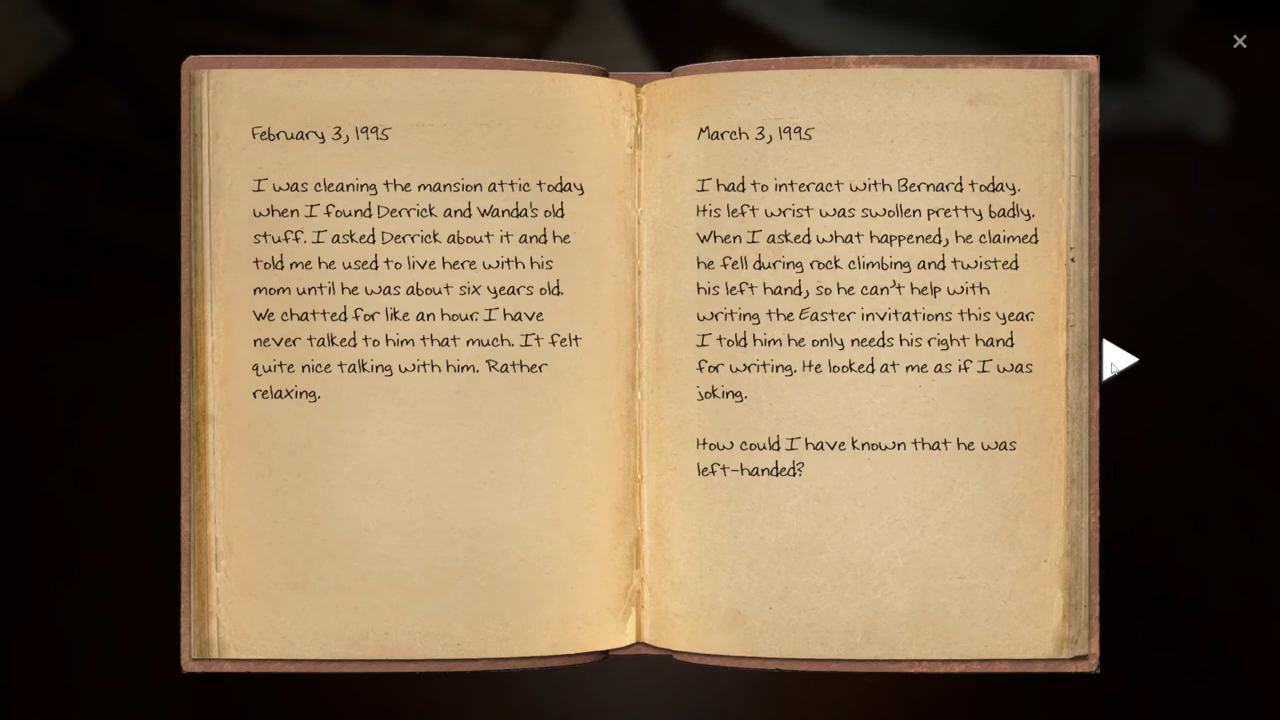 February 3, 1995
I was cleaning the mansion attic today
when I found Derrick and Wanda's old
stuff. I asked Derrick about it and he
told me he used to live here with his
mom until he was about six years old.
We chatted for like an hour. I have
never talked to him that much. It felt
quite nice talking with him. Rather
relaxing.
March 3, 1995
I had to interact with Bernard today.
His left wrist was swollen pretty badly.
When I asked what happened, he claimed
he fell during rock climbing and twisted
his left hand, so he can't help with
writing the Easter invitations this year.
I told him he only needs his right hand
for writing. He looked at me as if I was
joking.
How could I have known that he was
left-handed?